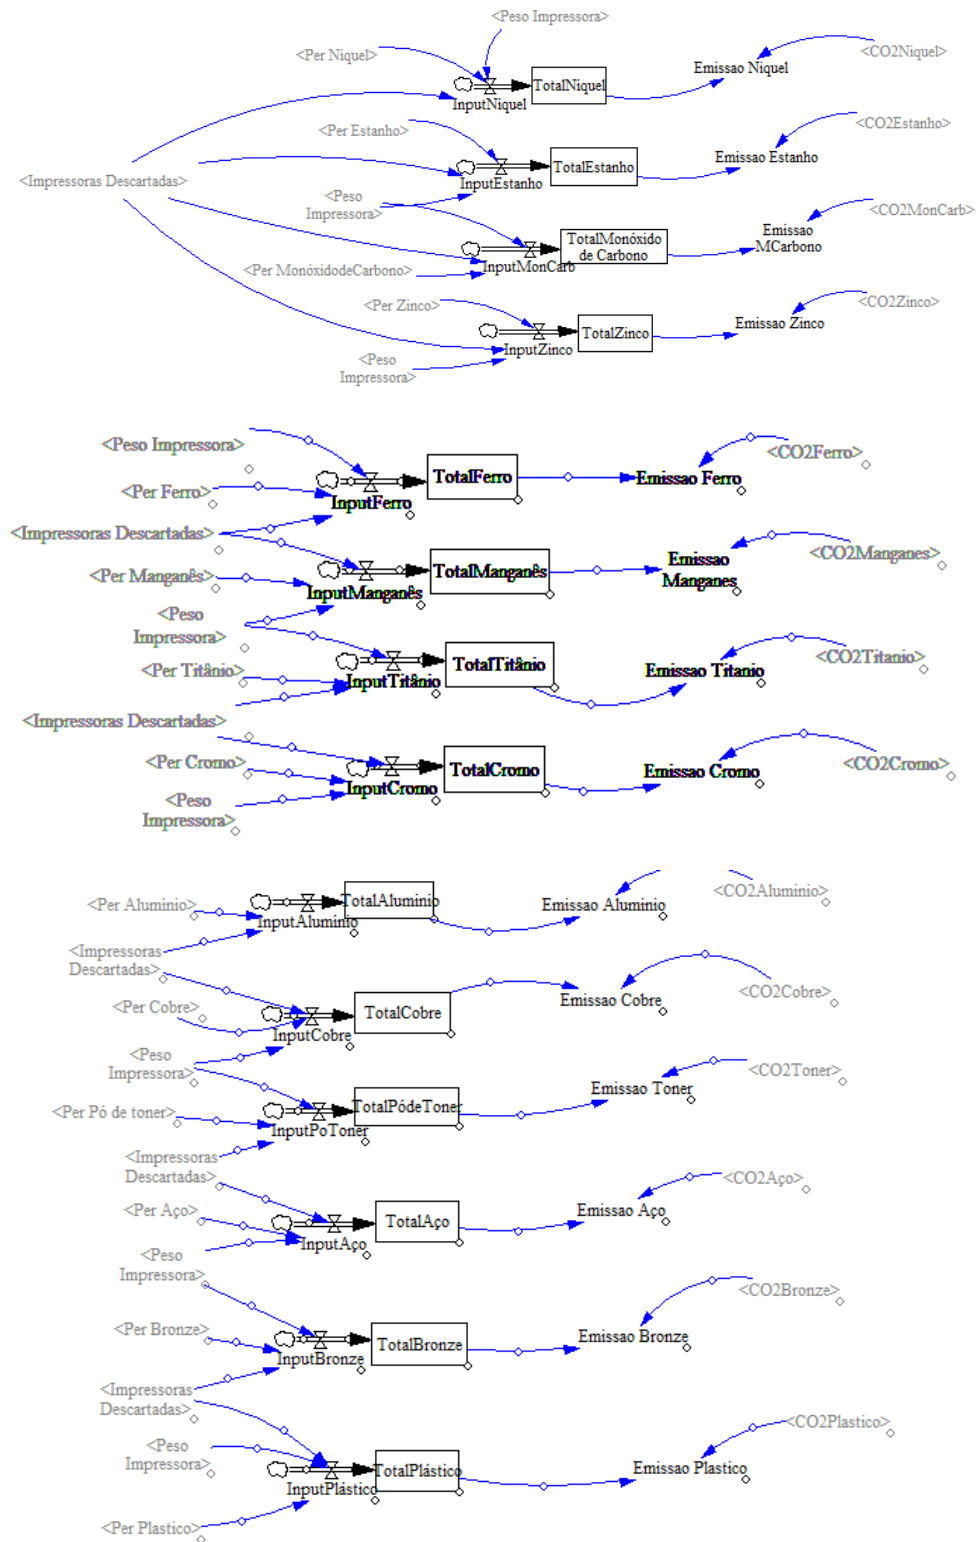 <Peso Impressora>
<Per Niquel>
<CO2Niquel>
Emissao Niquel
TotalNiquel
InputNiquel
<Per Estanho>
<CO2Estanho>
Emissao Estanho
TotalEstanho
InputEstanho
<Impressoras Descartadas>
<Peso
Impressora>
<CO2MonCarb>
Emissao
MCarbono
TotalMonóxido
de Carbono
InputMonCarb
<Per MonóxidodeCarbono>
<Per Zinco>
<CO2Zinco>
Emissao Zinco
TotalZinco
InputZinco
<Peso
Impressora>
<Peso Impressora>
<CO2Ferro>
TotalFerro
Emissao Ferro
<Per Ferro>
InputFerro
<Impressoras Descartadas>
<CO2Manganes>
Emissao
Manganes
TotalManganês
<Per Manganês>
InputManganês
<Peso
Impressora>
<CO2Titanio>
TotalTitânio
Emissao Titanio
<Per Titânio>
InputTitânio
<Impressoras Descartadas>
<Per Cromo>
<CO2Cromo>
TotalCromo
Emissao Cromo
InputCromo
<Peso
Impressora>
<CO2Aluminio>
<Per Aluminio>
TotalAluminio
Emissao Aluminio
InputAluminio
<Impressoras
Descartadas>
<CO2Cobre>
Emissao Cobre
<Per Cobre>
TotalCobre
InputCobre
<Peso
Impressora>
<CO2Toner>
Emissao Toner
<Per Pó de toner>
TotalPódeToner
InputPoToner
<Impressoras
Descartadas>
<CO2Aço>
<Per Aço>
Emissao Aço
TotalAço
InputAço
<Peso
Impressora>
<CO2Bronze>
<Per Bronze>
Emissao Bronze
TotalBronze
InputBronze
<Impressoras
Descartadas>
<CO2Plastico>
<Peso
Impressora>
TotalPlástico
Emissao Plastico
InputPlástico
<Per Plastico>